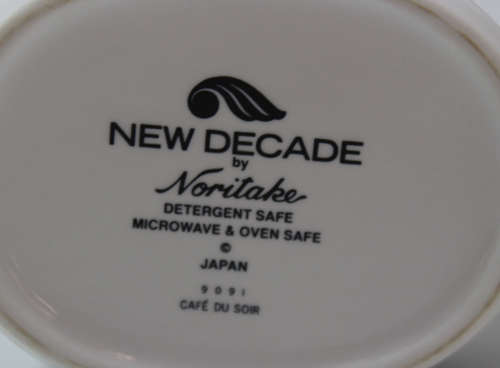 NEW DECADE
by
Noritake
DETERGENT SAFE
MICROWAVE & OVEN SAFE
©
JAPAN
9091
CAFÉ DU SOIR